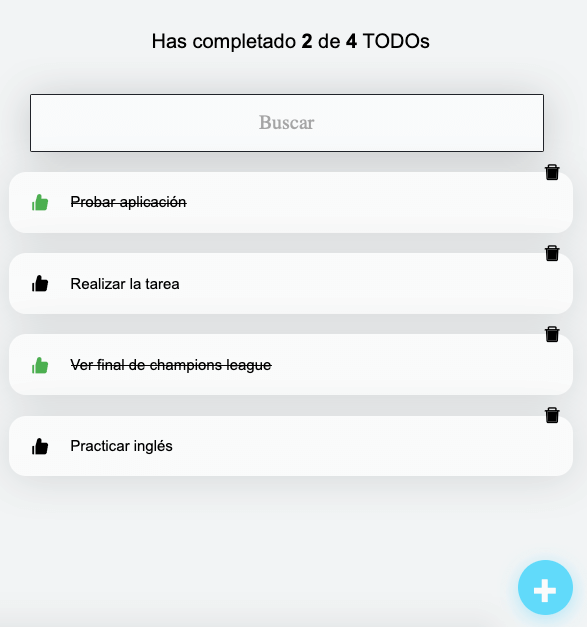 Has completado 2 de 4 TODOs
Buscar
Probar aplicación
Realizar la tarea
Ver final de champions league
Practicar inglés